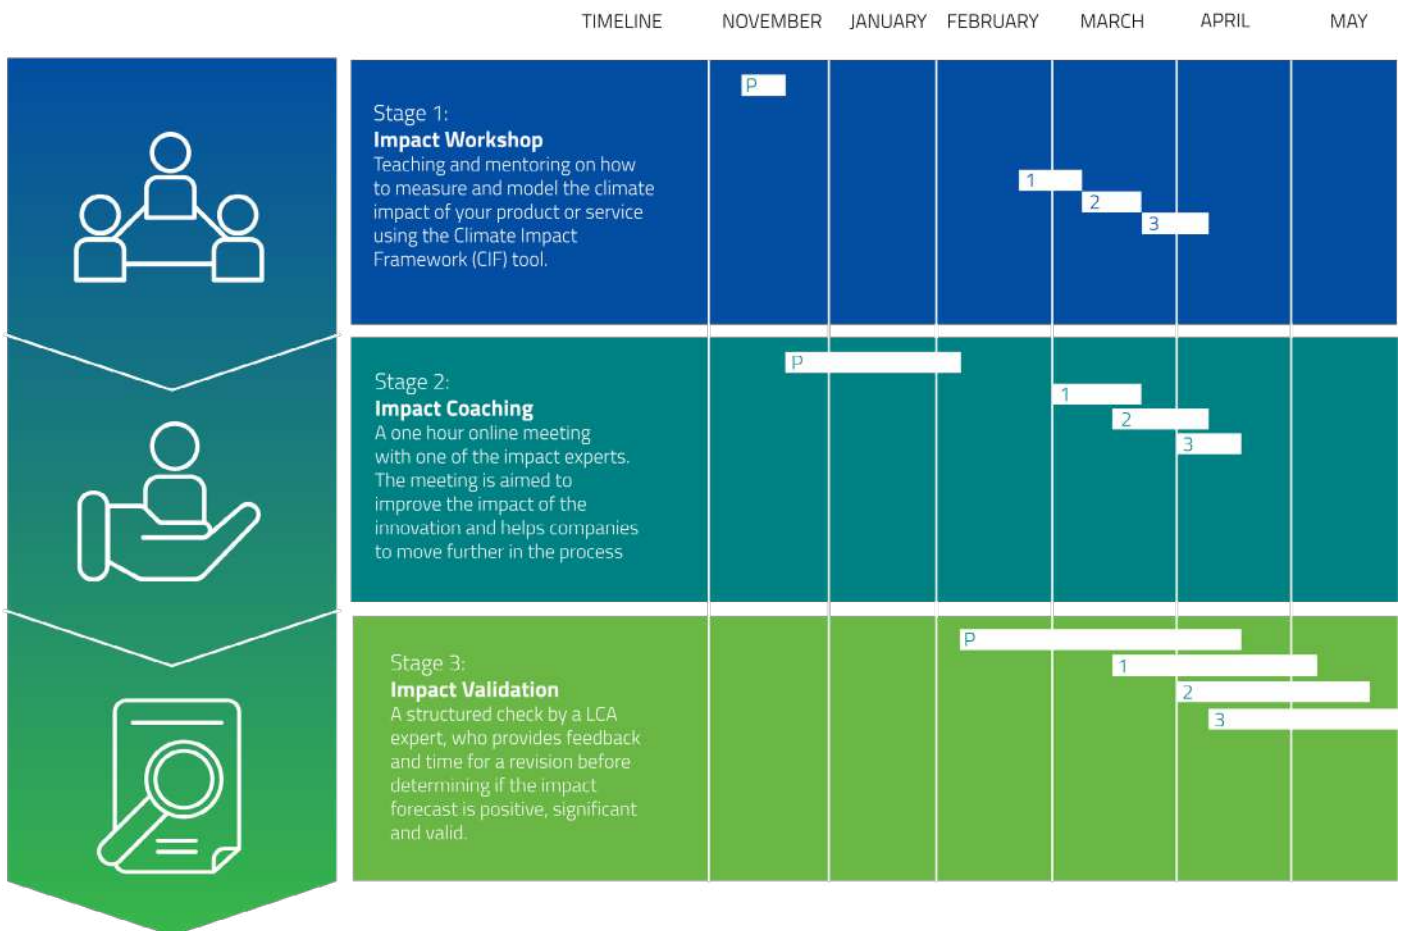 TIMELINE NOVEMBER JANUARY FEBRUARY MARCH APRIL MAY
Stage 1:
Impact Workshop
Teaching and mentoring on how
to measure and model the climate
impact of your product or service
using the Climate Impact
Framework (CIF) tool.
P
1
2
3
Stage 2:
Impact Coaching
A one hour online meeting
with one of the impact experts.
The meeting is aimed to
improve the impact of the
innovation and helps companies
to move further in the process
P
1
2
3
Stage 3:
Impact Validation
A structured check by a LCA
expert, who provides feedback
and time for a revision before
determining if the impact
forecast is positive, significant
and valid.
P
1
2
3